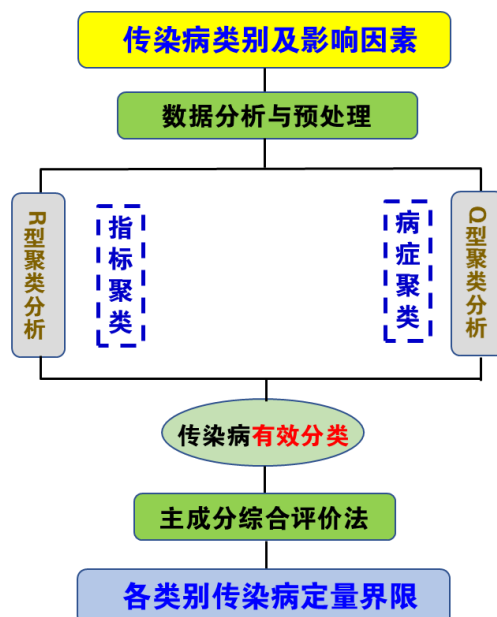 传染病类别及影响因素
数据分析与预处理
R型聚类分析
指标聚类
病症聚类
Q型聚类分析
传染病有效分类
主成分综合评价法
各类别传染病定量界限